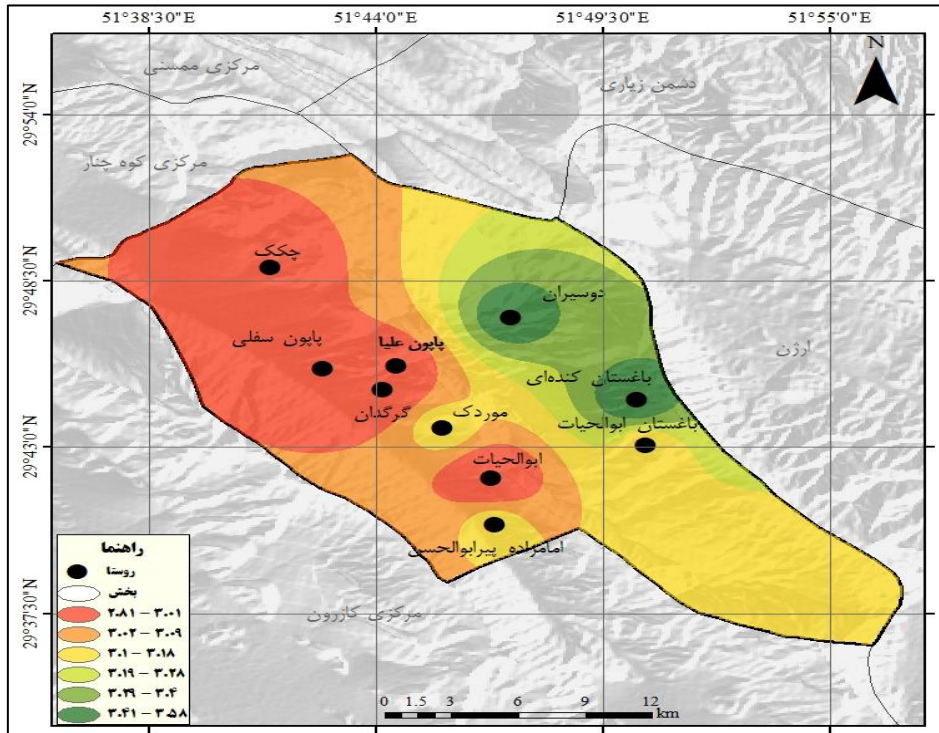 51°38'30"E 51°44'0"E 51°49'30"E 51°55'0"E
N
مرکزی ممسنی
دشمن زیاری
29°54'0"N
مرکزی کوه چنار
چکک
29°48'30"N
دوسیران
ارژن
پاپون علیا
پاپون سفلی
باغستان کنده‌ای
گرگدان
موردک
باغستان ابوالحیات
29°43'0"N
ابوالحیات
امامزاده پیرابوالحسن
مرکزی کازرون
29°37'30"N
راهنما
روستا
بخش
۲.۸۱ – ۳.۰۱
۳.۰۲ – ۳.۰۹
۳.۱ – ۳.۱۸
۳.۱۹ – ۳.۲۸
۳.۲۹ – ۳.۴
۳.۴۱ – ۳.۵۸
0 1.5 3 6 9 12
km